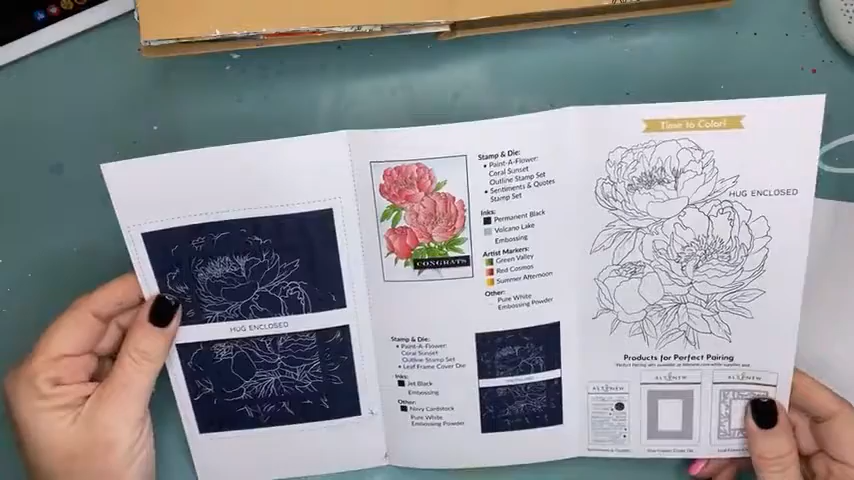 HUG ENCLOSED
CONGRATS
Stamp & Die:
• Paint-A-Flower:
Coral Sunset
Outline Stamp Set
• Sentiments & Quotes
Stamp Set
Inks:
Permanent Black
Volcano Lake
Embossing
Artist Markers:
Green Valley
Red Cosmos
Summer Afternoon
Other:
Pure White
Embossing Powder
Stamp & Die:
• Paint-A-Flower:
Coral Sunset
Outline Stamp Set
• Leaf Frame Cover Die
Inks:
Jet Black
Embossing
Other:
Navy Cardstock
Pure White
Embossing Powder
Time to Color!
HUG ENCLOSED
Products for Perfect Pairing
ALTENEW
ALTENEW
ALTENEW